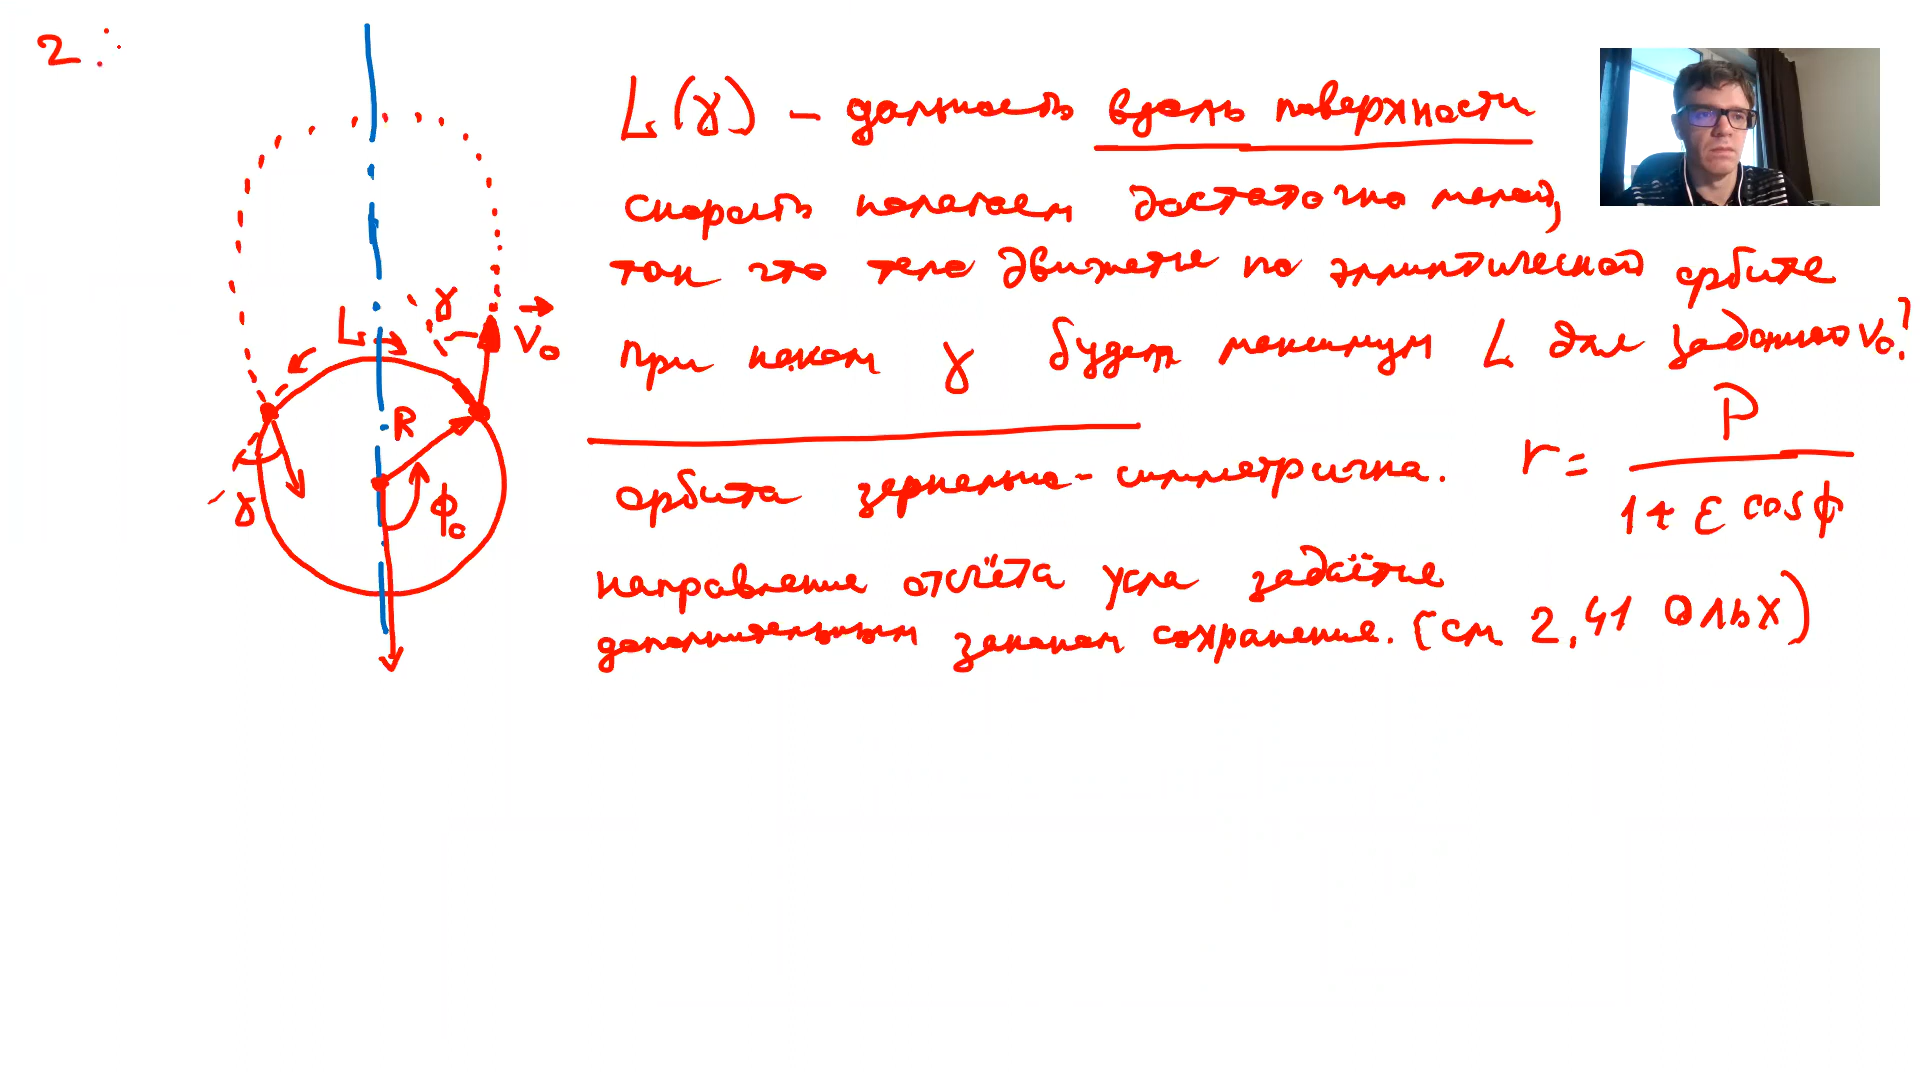 2 :
L(γ) – дальность вдоль поверхности
скорость полагаем достаточно малой,
так что тело движется по эллиптической орбите
при каком γ будет максимум L для заданного v₀?
L γ v₀
R
φ₀
γ
орбита зеркально-симметрична. r = P / (1 + ε cos φ)
направление отсчёта угла задаётся
дополнительным законом сохранения. (см 2.41 Ольх)